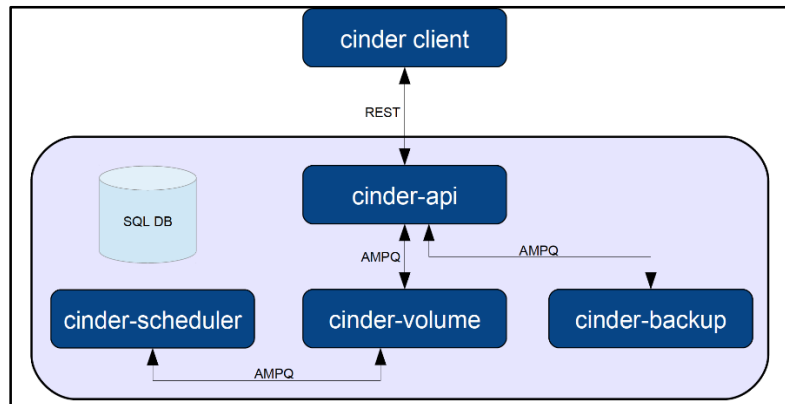 cinder client
REST
cinder-api
SQL DB
AMPQ
AMPQ
cinder-scheduler
cinder-volume
cinder-backup
AMPQ